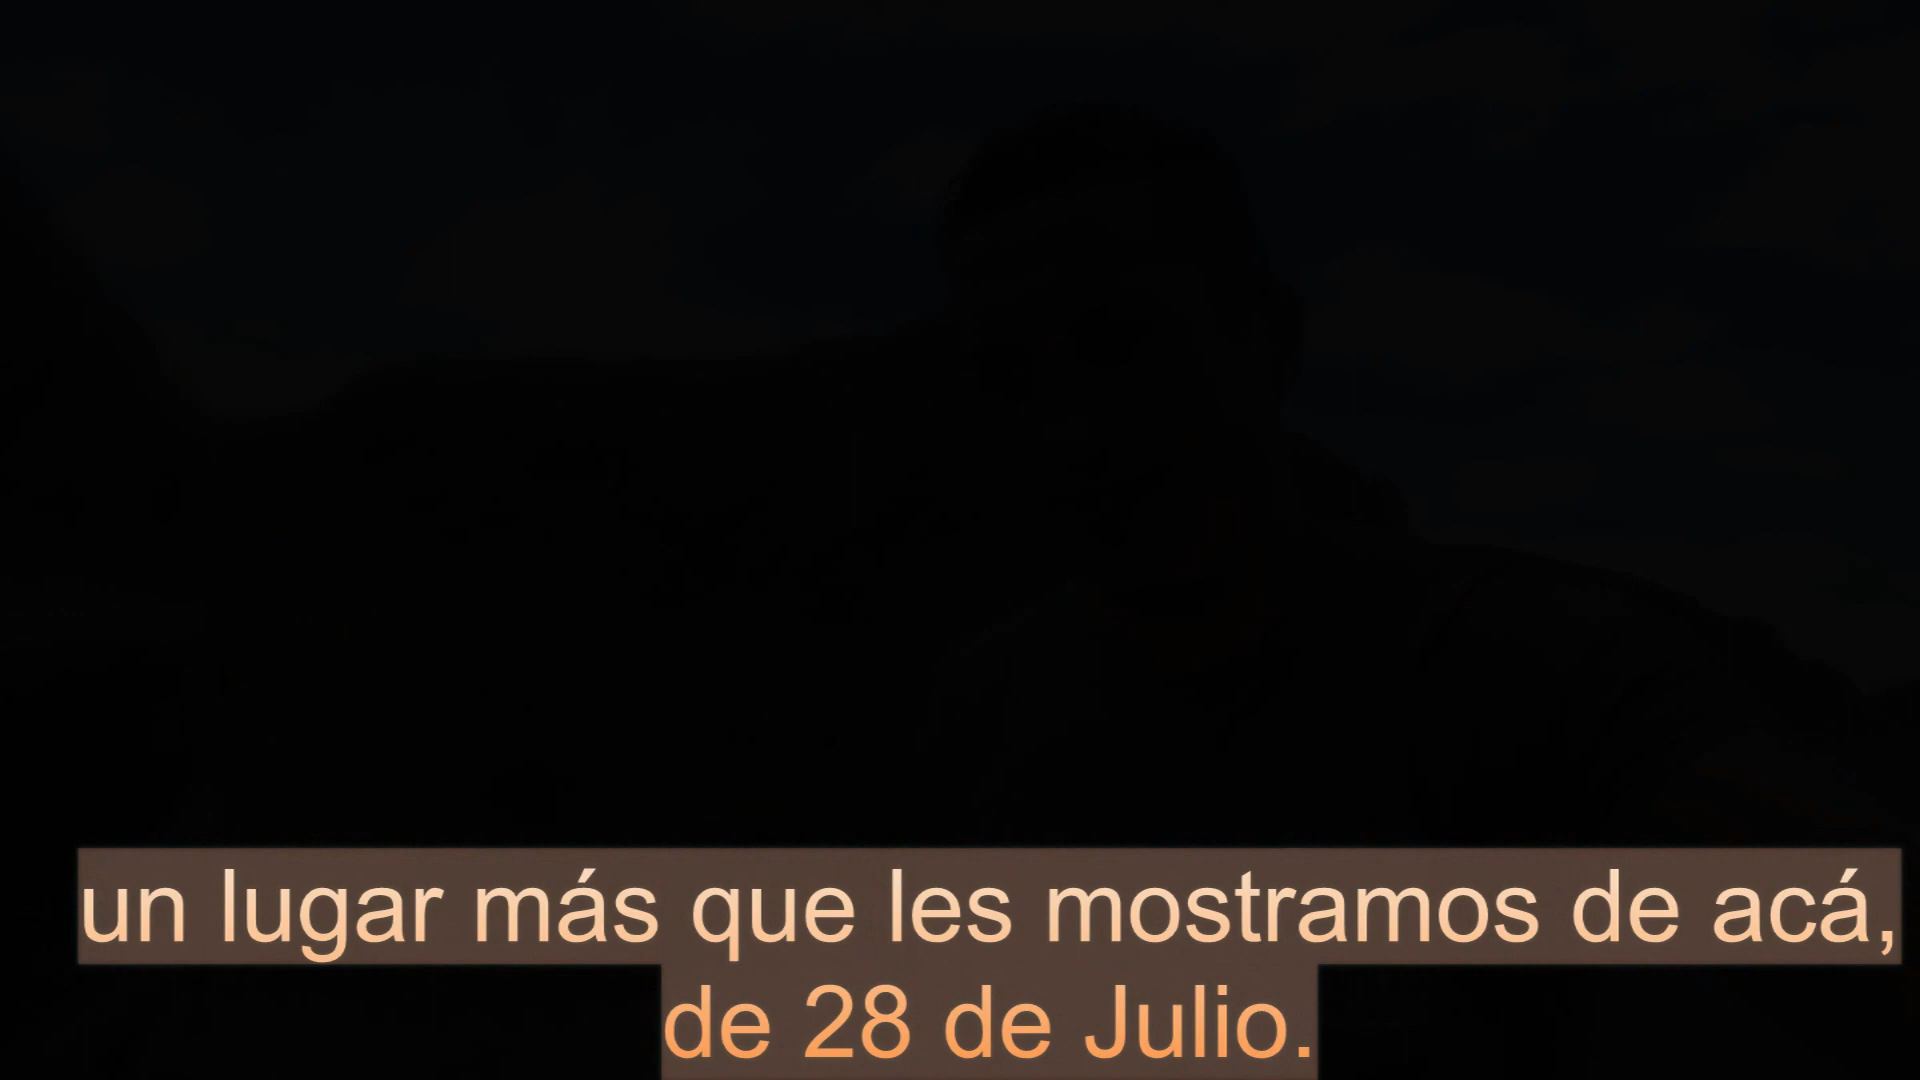 un lugar más que les mostramos de acá,
de 28 de Julio.